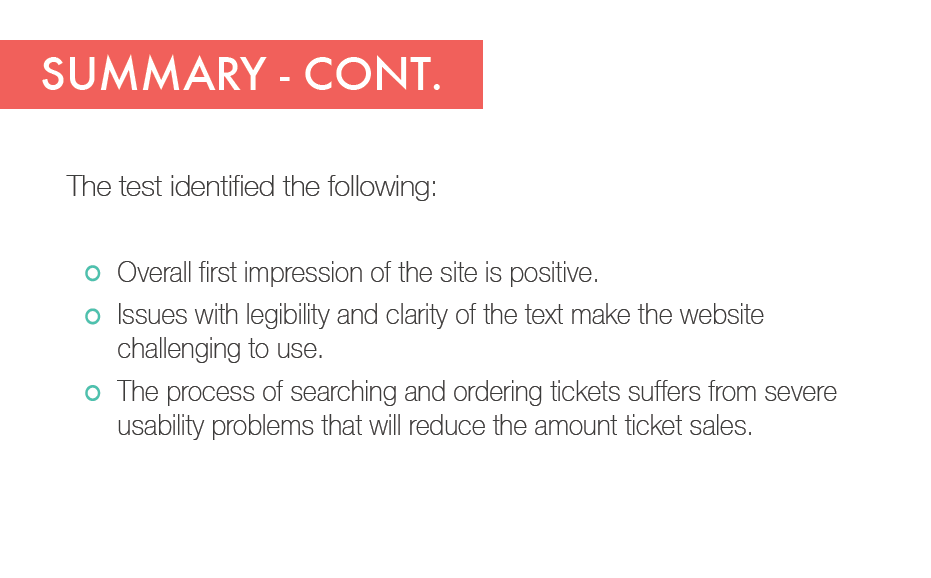 SUMMARY - CONT.
The test identified the following:
Overall first impression of the site is positive.
Issues with legibility and clarity of the text make the website
challenging to use.
The process of searching and ordering tickets suffers from severe
usability problems that will reduce the amount ticket sales.